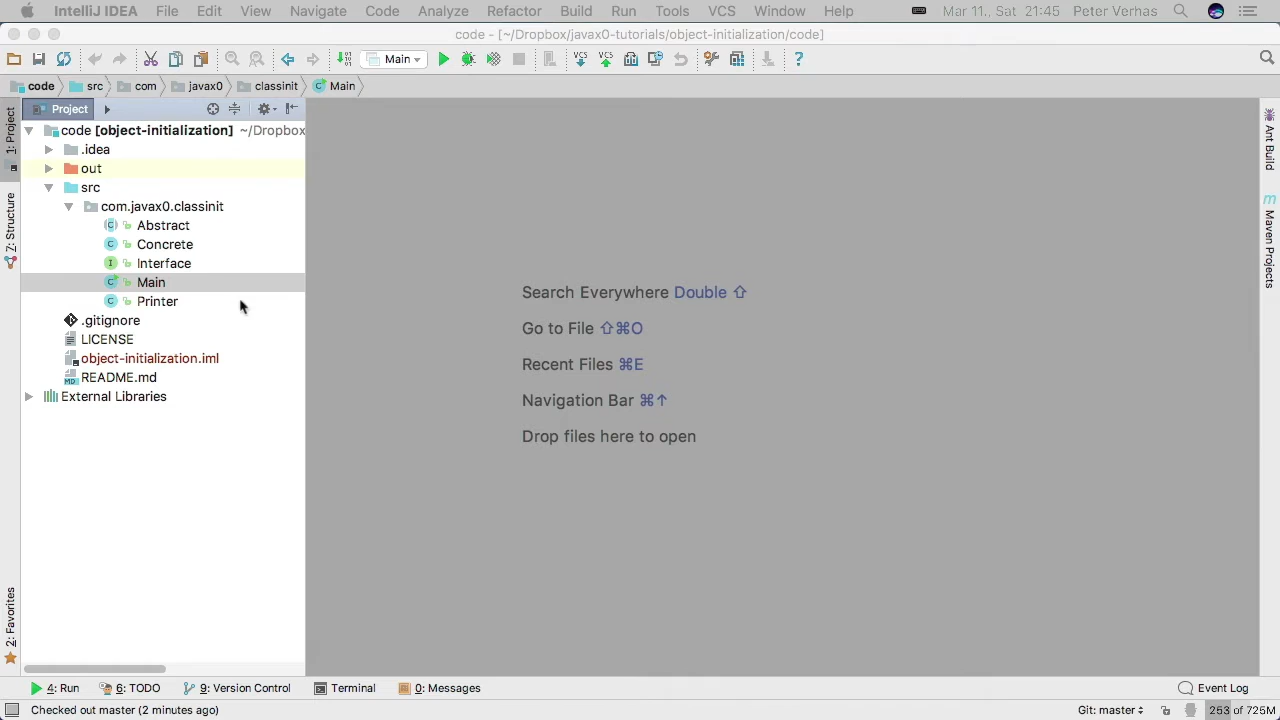 IntelliJ IDEA File Edit View Navigate Code Analyze Refactor Build Run Tools VCS Window Help Mar 11., Sat 21:45 Peter Verhas
code - [~/Dropbox/javax0-tutorials/object-initialization/code]
Main
code src com javax0 classinit Main
Project
code [object-initialization] ~/Dropbox
.idea
out
src
com.javax0.classinit
Abstract
Concrete
Interface
Main
Printer
.gitignore
LICENSE
object-initialization.iml
README.md
External Libraries
1: Project
Z: Structure
2: Favorites
Search Everywhere Double ⇧
Go to File ⇧⌘O
Recent Files ⌘E
Navigation Bar ⌘↑
Drop files here to open
Ant Build
Maven Projects
4: Run 6: TODO 9: Version Control Terminal 0: Messages Event Log
Checked out master (2 minutes ago) Git: master 253 of 725M